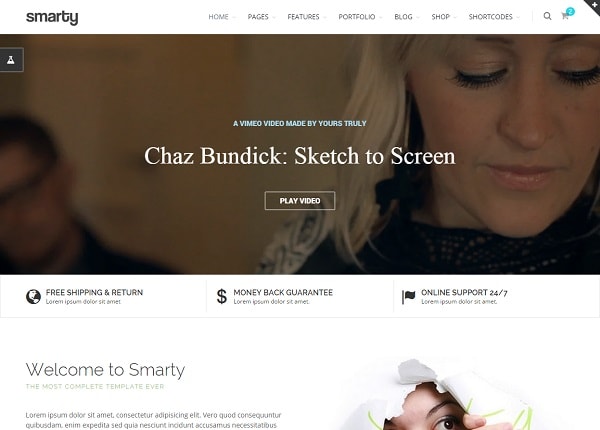 smarty
HOME PAGES FEATURES PORTFOLIO BLOG SHOP SHORTCODES 2
A VIMEO VIDEO MADE BY YOURS TRULY
Chaz Bundick: Sketch to Screen
PLAY VIDEO
FREE SHIPPING & RETURN
Lorem ipsum dolor sit amet.
$ MONEY BACK GUARANTEE
Lorem ipsum dolor sit amet.
ONLINE SUPPORT 24/7
Lorem ipsum dolor sit amet.
Welcome to Smarty
THE MOST COMPLETE TEMPLATE EVER
Lorem ipsum dolor sit amet, consectetur adipisicing elit. Vero quod consequuntur
quibusdam, enim expedita sed quia nesciunt incidunt accusamus necessitatibus